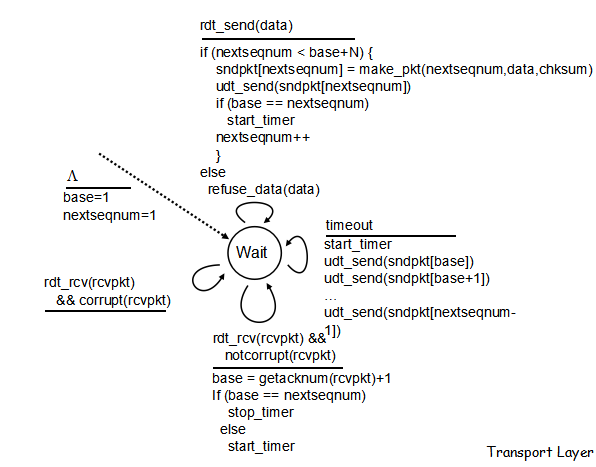 rdt_send(data)
if (nextseqnum < base+N) {
sndpkt[nextseqnum] = make_pkt(nextseqnum,data,chksum)
udt_send(sndpkt[nextseqnum])
if (base == nextseqnum)
start_timer
nextseqnum++
}
else
refuse_data(data)
Λ
base=1
nextseqnum=1
Wait
timeout
start_timer
udt_send(sndpkt[base])
udt_send(sndpkt[base+1])
…
udt_send(sndpkt[nextseqnum-
1])
rdt_rcv(rcvpkt)
&& corrupt(rcvpkt)
rdt_rcv(rcvpkt) &&
notcorrupt(rcvpkt)
base = getacknum(rcvpkt)+1
If (base == nextseqnum)
stop_timer
else
start_timer
Transport Layer